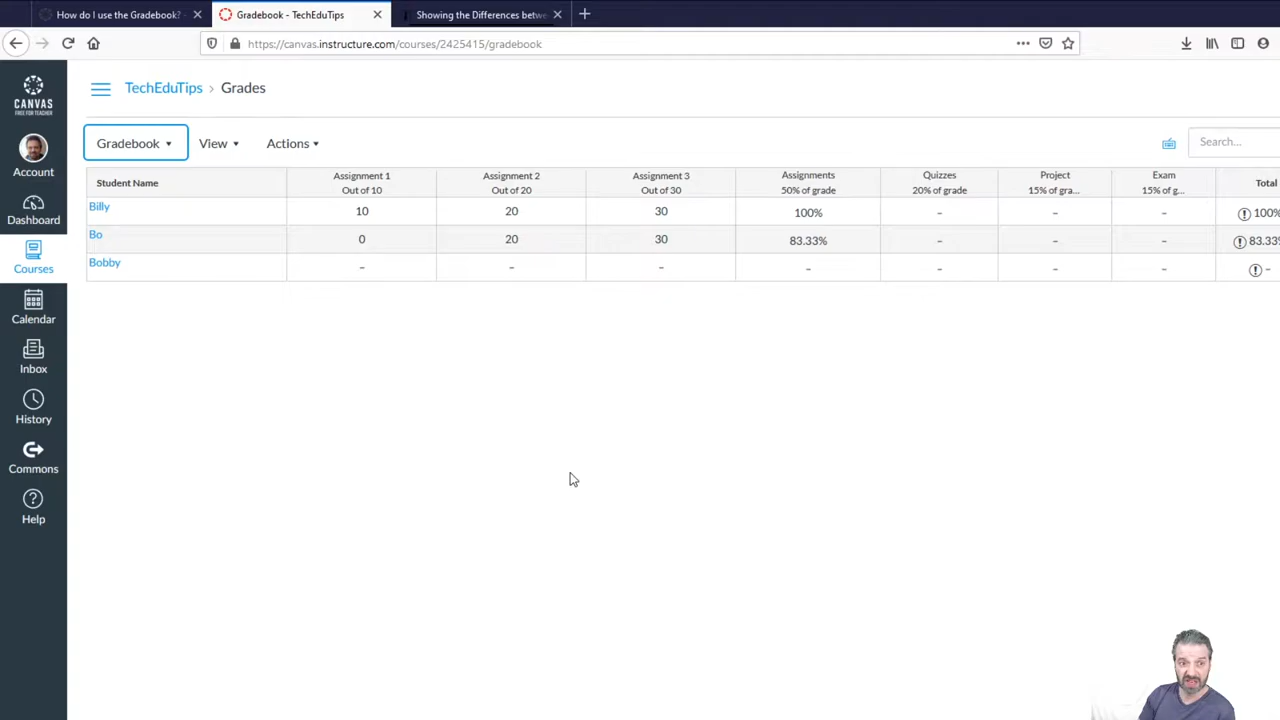 How do I use the Gradebook? -
Gradebook - TechEduTips
Showing the Differences betwe
https://canvas.instructure.com/courses/2425415/gradebook
CANVAS
FREE FOR TEACHER
Account
Dashboard
Courses
Calendar
Inbox
History
Commons
Help
TechEduTips > Grades
Gradebook View Actions Search...
Student Name Assignment 1 Out of 10 Assignment 2 Out of 20 Assignment 3 Out of 30 Assignments 50% of grade Quizzes 20% of grade Project 15% of gra... Exam 15% of g... Total
Billy 10 20 30 100% - - - 100%
Bo 0 20 30 83.33% - - - 83.33%
Bobby - - - - - - - -